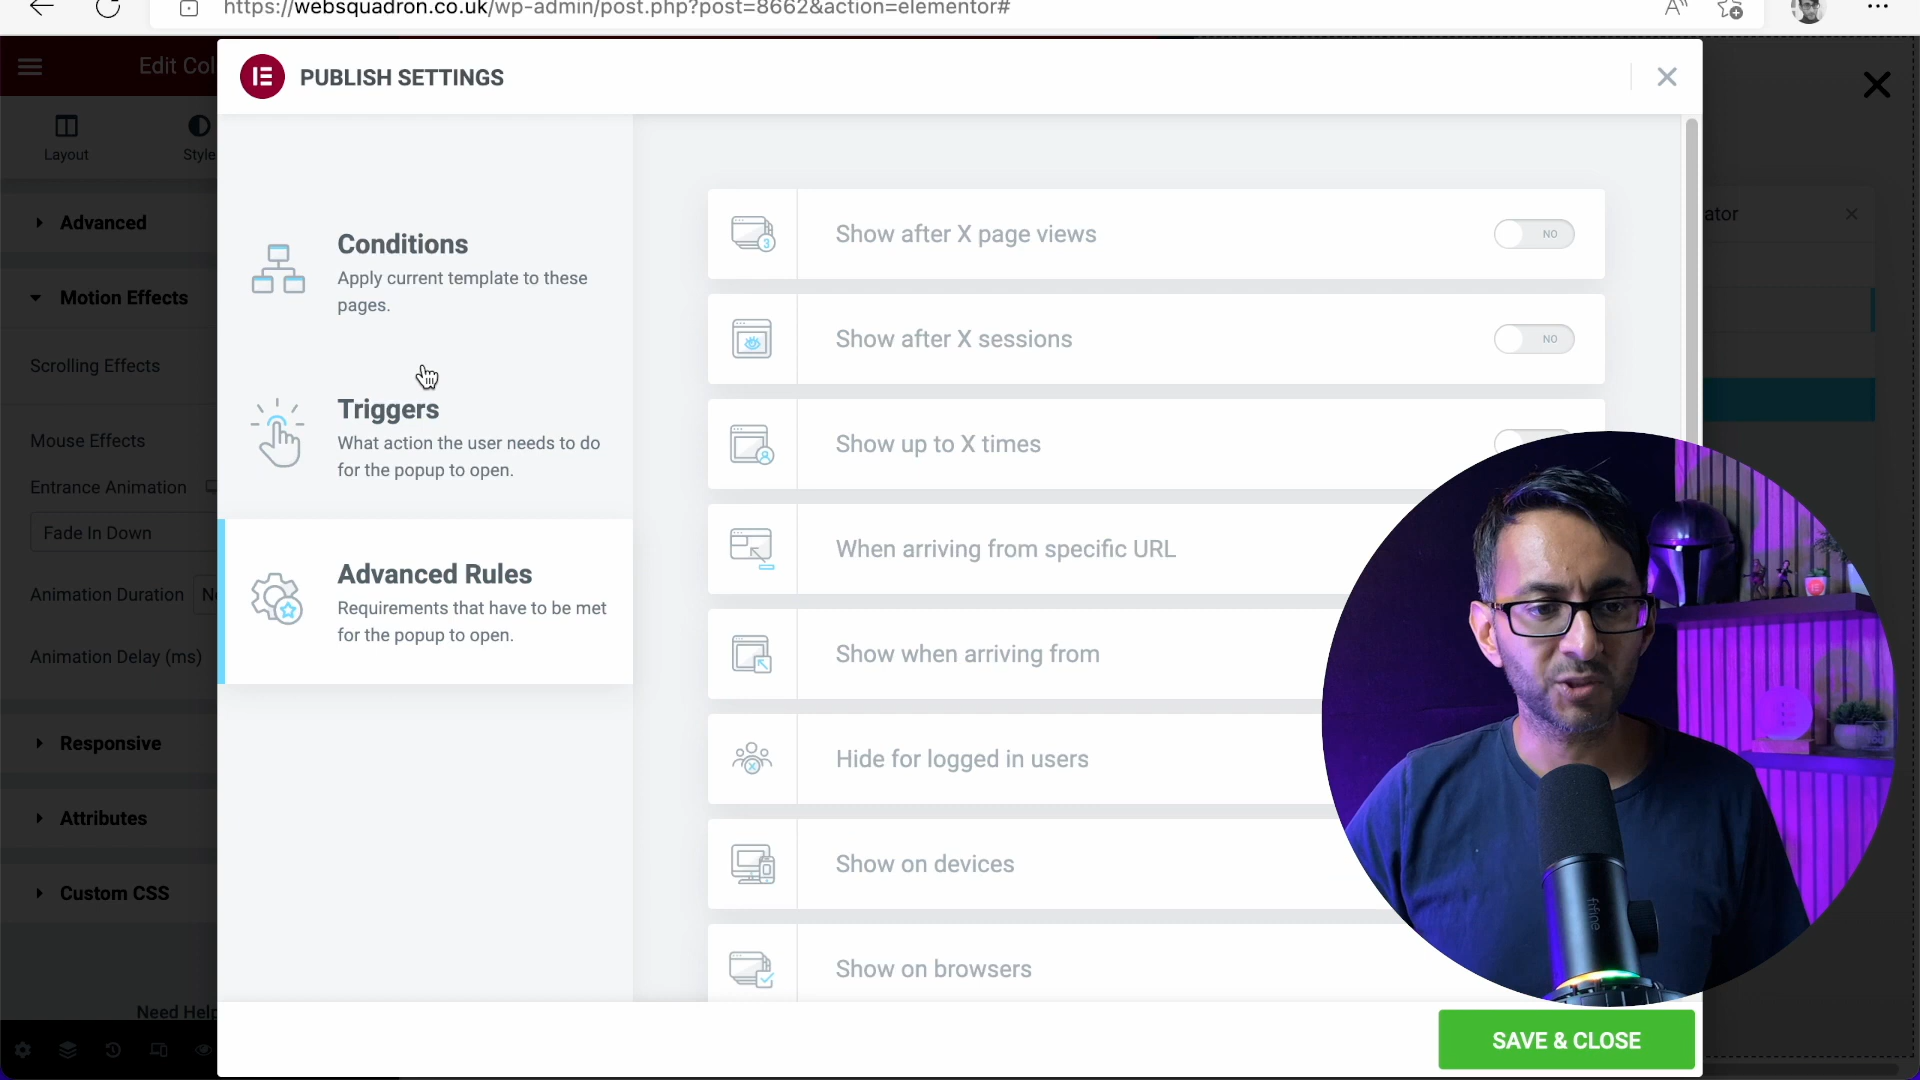 https://websquadron.co.uk/wp-admin/post.php?post=8662&action=elementor#
Edit Col
PUBLISH SETTINGS
Layout
Style
Advanced
Motion Effects
Scrolling Effects
Mouse Effects
Entrance Animation
Fade In Down
Animation Duration
Animation Delay (ms)
Responsive
Attributes
Custom CSS
Need Help
Conditions
Apply current template to these
pages.
Triggers
What action the user needs to do
for the popup to open.
Advanced Rules
Requirements that have to be met
for the popup to open.
Show after X page views
NO
Show after X sessions
NO
Show up to X times
When arriving from specific URL
Show when arriving from
Hide for logged in users
Show on devices
Show on browsers
ator
fifine
SAVE & CLOSE